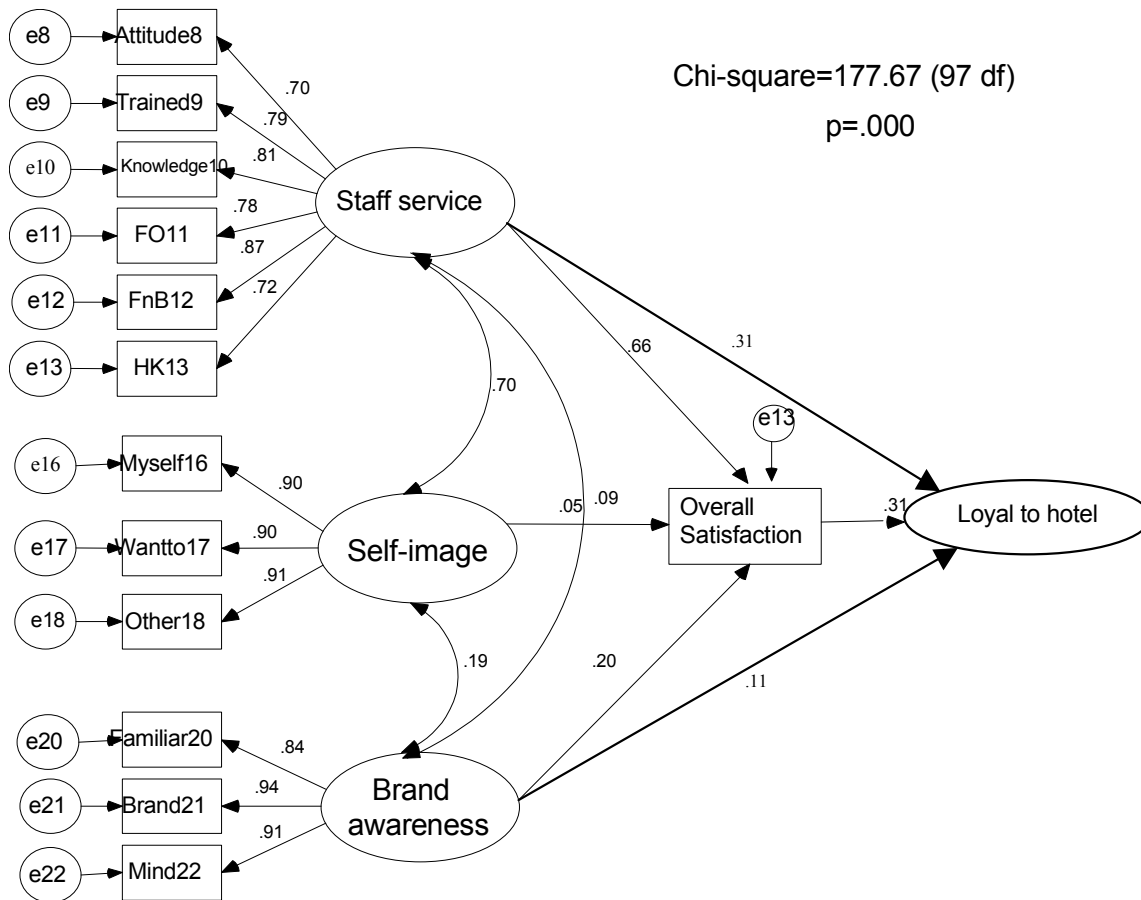 e8
Attitude8
e9
Trained9
e10
Knowledge10
e11
FO11
e12
FnB12
e13
HK13
.70
.79
.81
.78
.87
.72
Staff service
Chi-square=177.67 (97 df)
p=.000
.31
.66
.70
e13
e16
Myself16
e17
Wantto17
e18
Other18
.90
.90
.91
Self-image
.05
.09
Overall
Satisfaction
.31
Loyal to hotel
.19
.20
.11
e20
Familiar20
e21
Brand21
e22
Mind22
.84
.94
.91
Brand
awareness